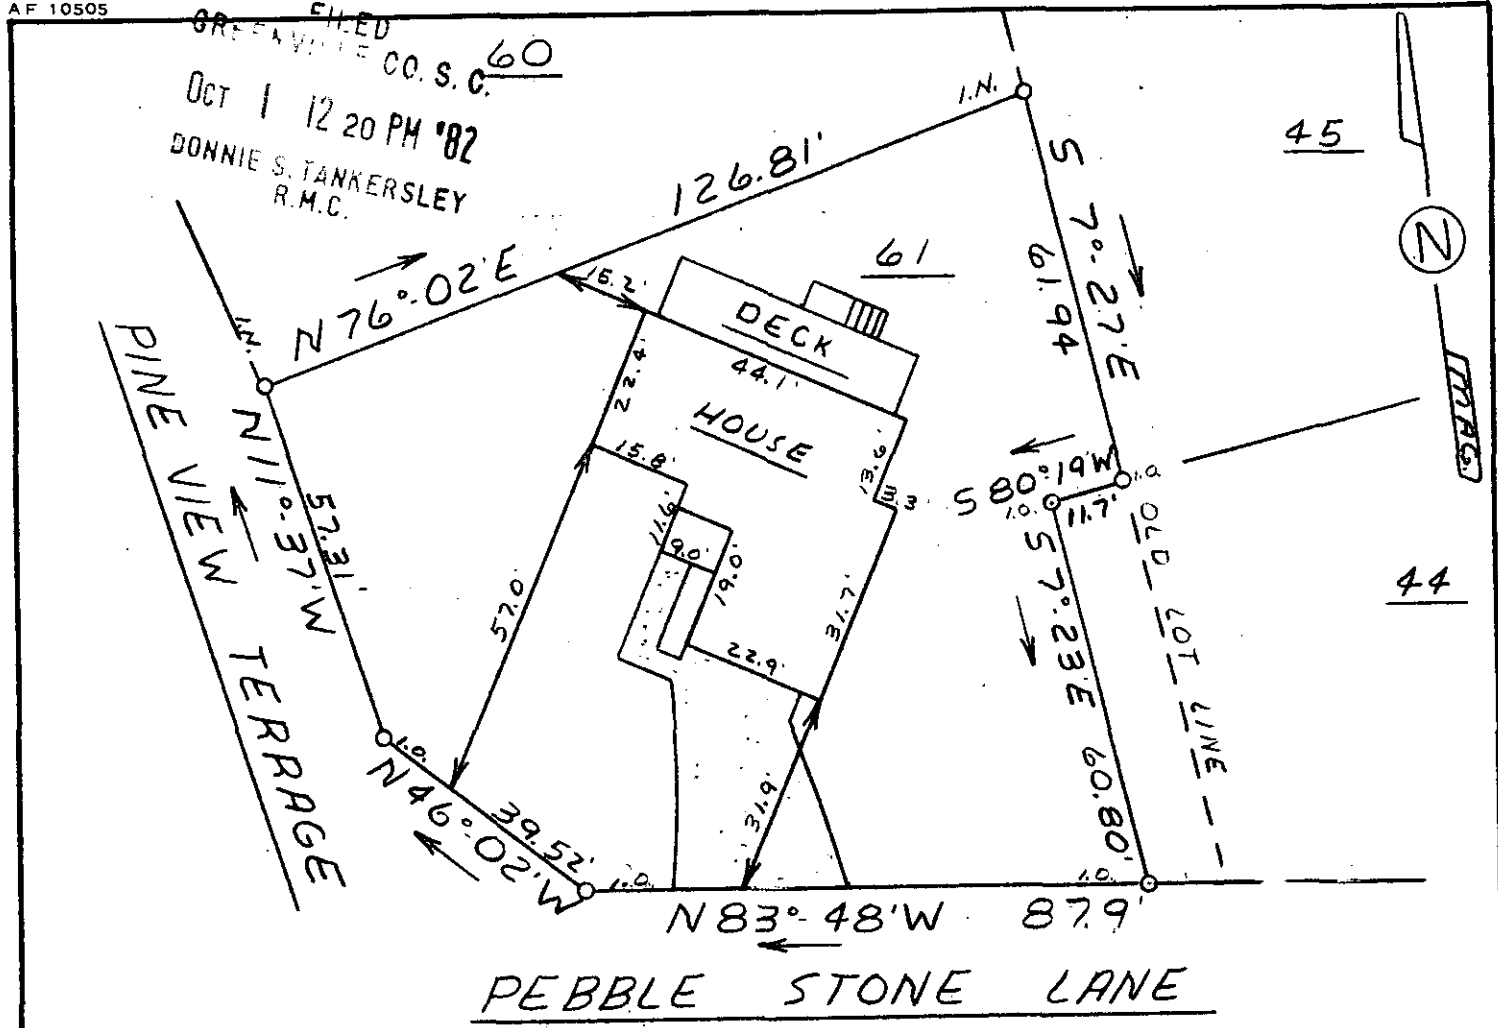 AF 10505
FILED
GREENVILLE CO. S. C.
OCT 1 12 20 PM '82
DONNIE S. TANKERSLEY
R.M.C.
60
I.N.
45
126.81'
S 7°-27'E
61.94
61
N 76°-02'E
15.2'
DECK
44.1'
HOUSE
22.4'
15.8'
13.6'
3.3
I.N.
N
MAG.
PINE VIEW TERRAGE
N 11°-37'W
57.31'
S 80°-19'W
11.7'
I.O.
I.O.
OLD LOT LINE
44
11.6'
9.0'
19.0'
57.0'
31.7'
22.9'
S 7°-23'E
60.80'
I.O.
N 46°-02'W
39.52'
31.9'
I.O.
I.O.
N 83°-48'W 87.9'
PEBBLE STONE LANE